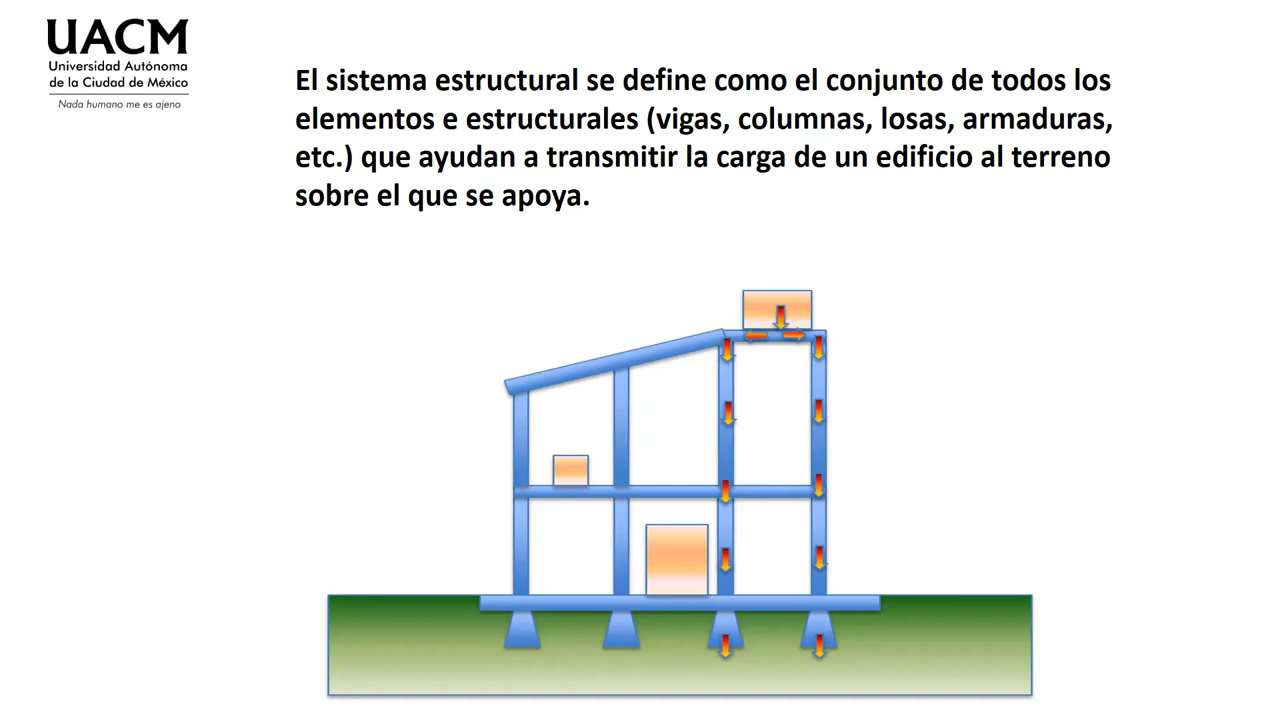 UACM
Universidad Autónoma
de la Ciudad de México
Nada humano me es ajeno
El sistema estructural se define como el conjunto de todos los
elementos e estructurales (vigas, columnas, losas, armaduras,
etc.) que ayudan a transmitir la carga de un edificio al terreno
sobre el que se apoya.